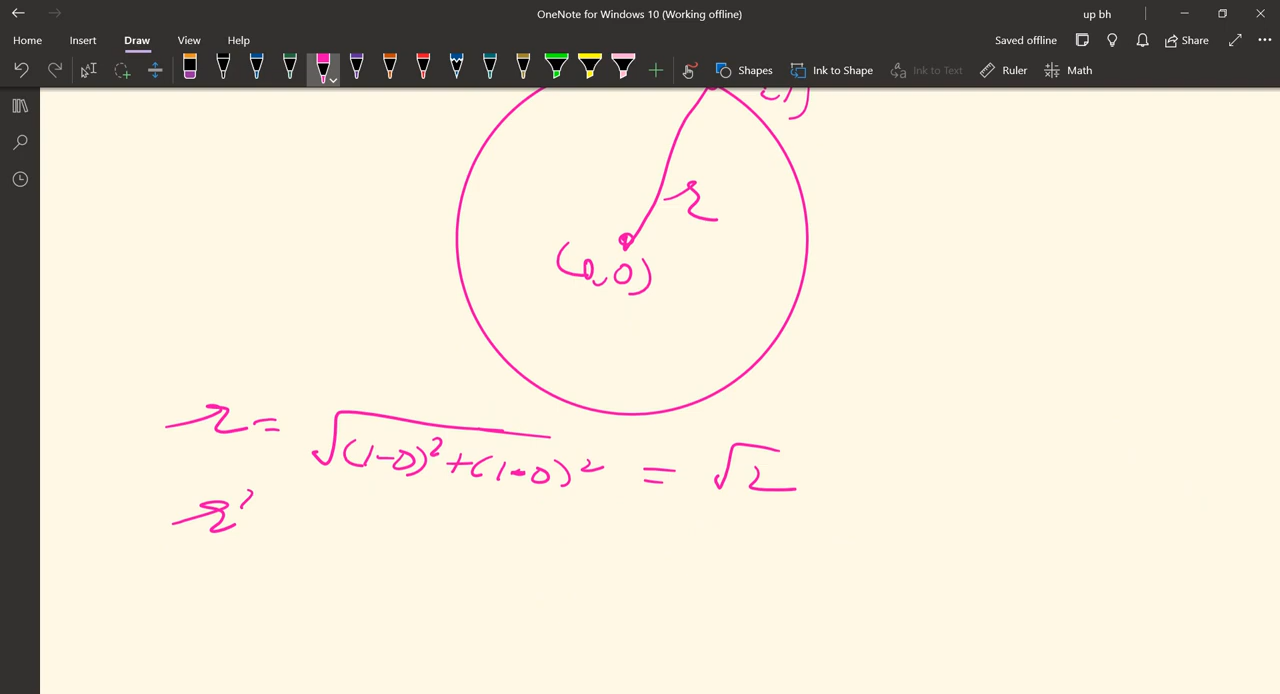 OneNote for Windows 10 (Working offline)
up bh
Home Insert Draw View Help
Saved offline
Share
Shapes
Ink to Shape
Ink to Text
Ruler
Math
r
(0,0)
r = √(1-0)² + (1-0)² = √2
r'